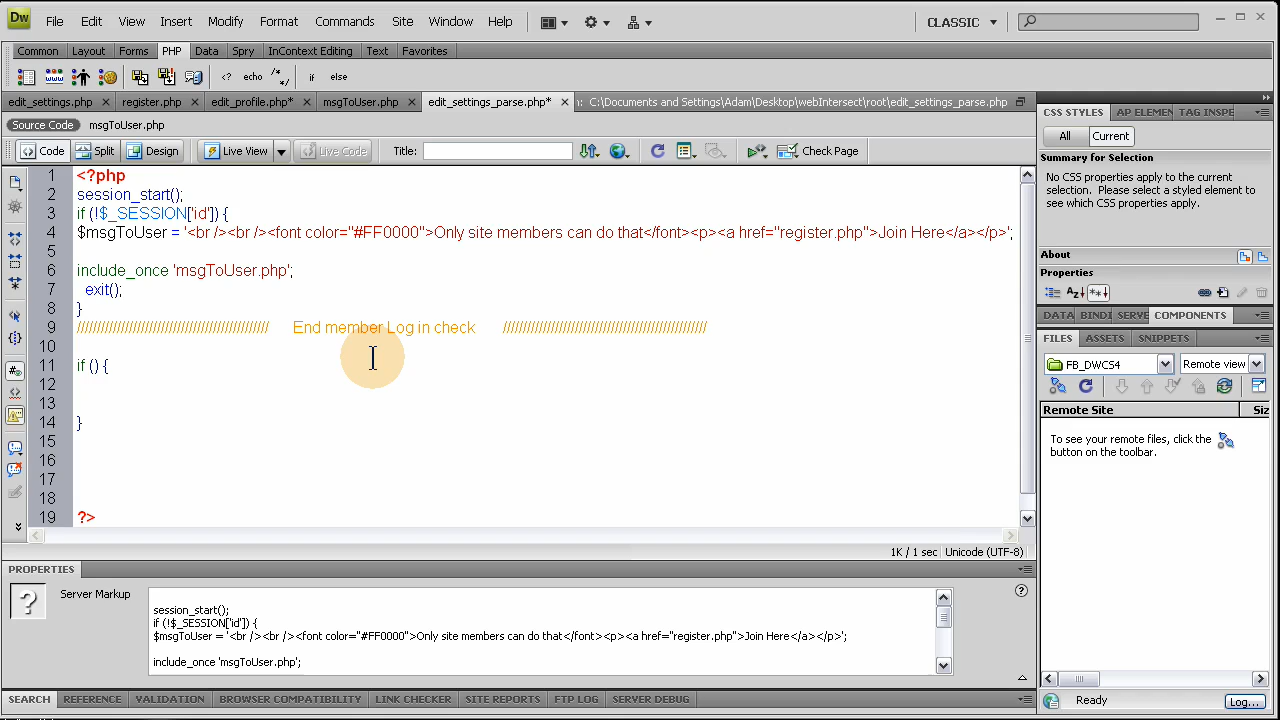 Dw File Edit View Insert Modify Format Commands Site Window Help CLASSIC
Common Layout Forms PHP Data Spry InContext Editing Text Favorites
<? echo /*/ if else
edit_settings.php register.php edit_profile.php* msgToUser.php edit_settings_parse.php* C:\Documents and Settings\Adam\Desktop\webIntersect\root\edit_settings_parse.php
Source Code msgToUser.php
Code Split Design Live View Live Code Title: Check Page
1 <?php
2 session_start();
3 if (!$_SESSION['id']) {
4 $msgToUser = '<br /><br /><font color="#FF0000">Only site members can do that</font><p><a href="register.php">Join Here</a></p>';
5
6 include_once 'msgToUser.php';
7 exit();
8 }
9 //////////////////////////////////////////////// End member Log in check ///////////////////////////////////////////////////
10
11 if () {
12
13
14 }
15
16
17
18
19 ?>
1K / 1 sec Unicode (UTF-8)
PROPERTIES
? Server Markup
session_start();
if (!$_SESSION['id']) {
$msgToUser = '<br /><br /><font color="#FF0000">Only site members can do that</font><p><a href="register.php">Join Here</a></p>';
include_once 'msgToUser.php';
SEARCH REFERENCE VALIDATION BROWSER COMPATIBILITY LINK CHECKER SITE REPORTS FTP LOG SERVER DEBUG
CSS STYLES AP ELEMEN TAG INSPE
All Current
Summary for Selection
No CSS properties apply to the current
selection. Please select a styled element to
see which CSS properties apply.
About
Properties
DATA BINDI SERVE COMPONENTS
FILES ASSETS SNIPPETS
FB_DWCS4 Remote view
Remote Site Siz
To see your remote files, click the
button on the toolbar.
Ready Log...